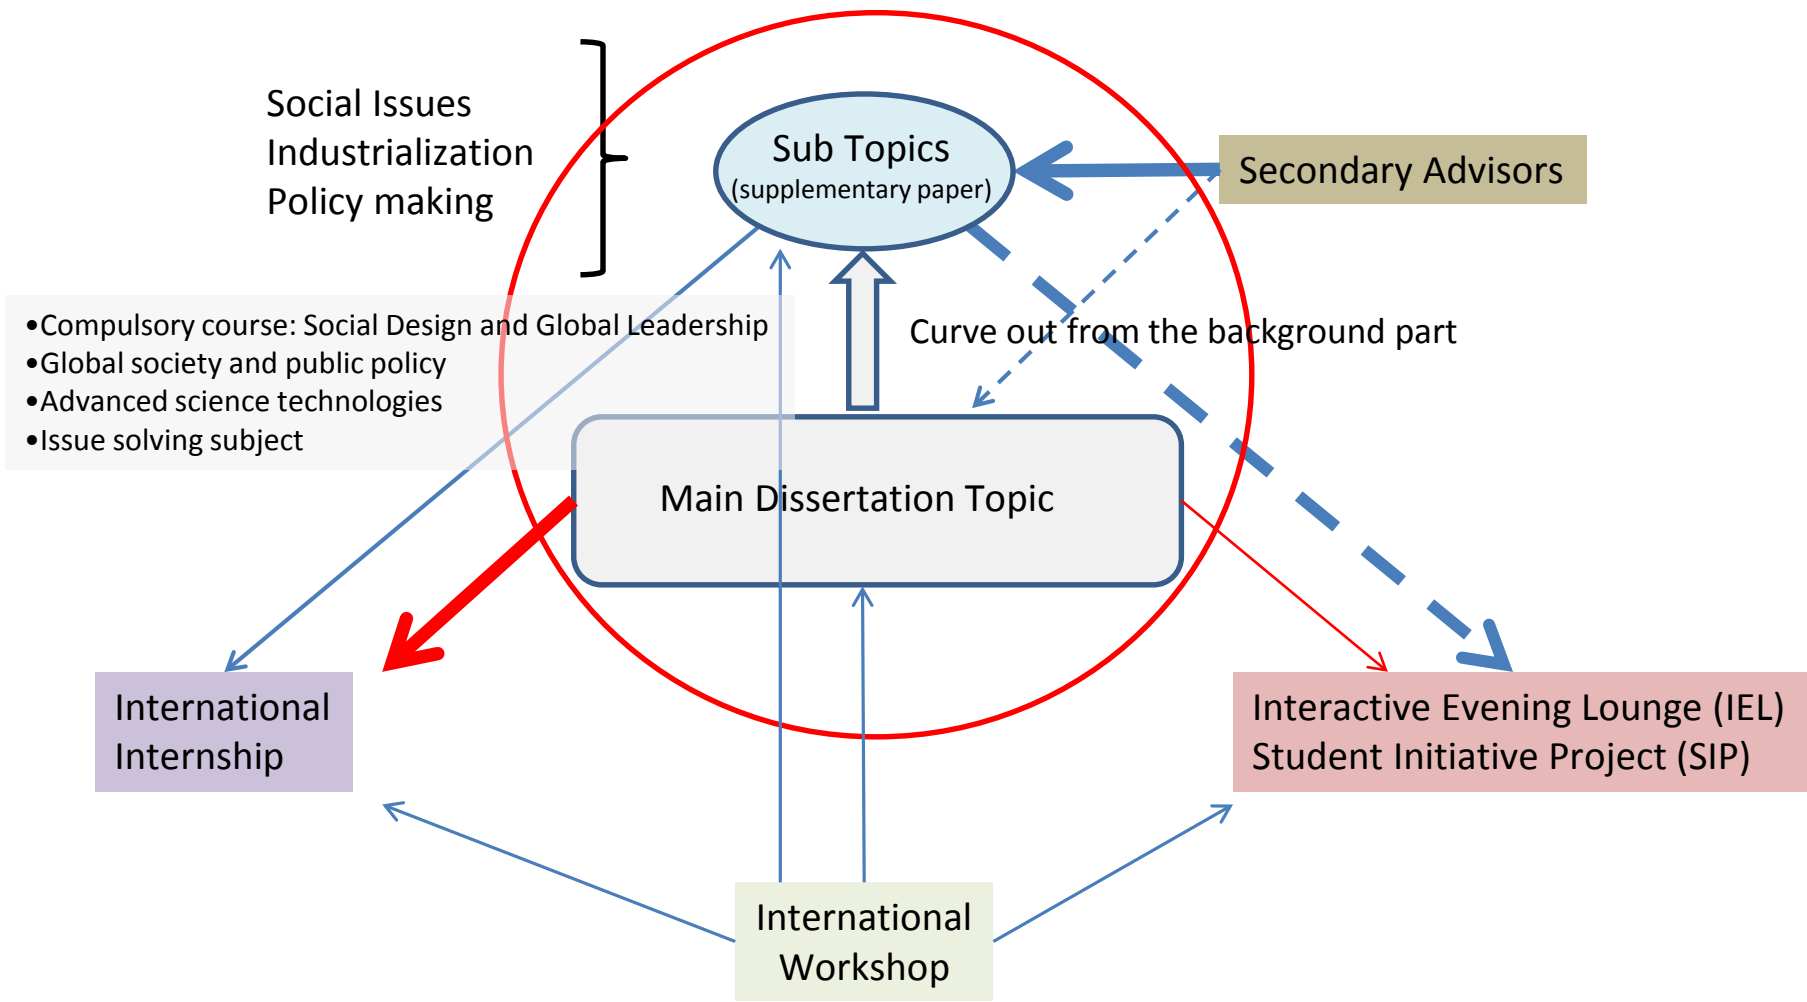 Social Issues
Industrialization
Policy making
Sub Topics
(supplementary paper)
Secondary Advisors
•Compulsory course: Social Design and Global Leadership
•Global society and public policy
•Advanced science technologies
•Issue solving subject
Curve out from the background part
Main Dissertation Topic
International
Internship
Interactive Evening Lounge (IEL)
Student Initiative Project (SIP)
International
Workshop